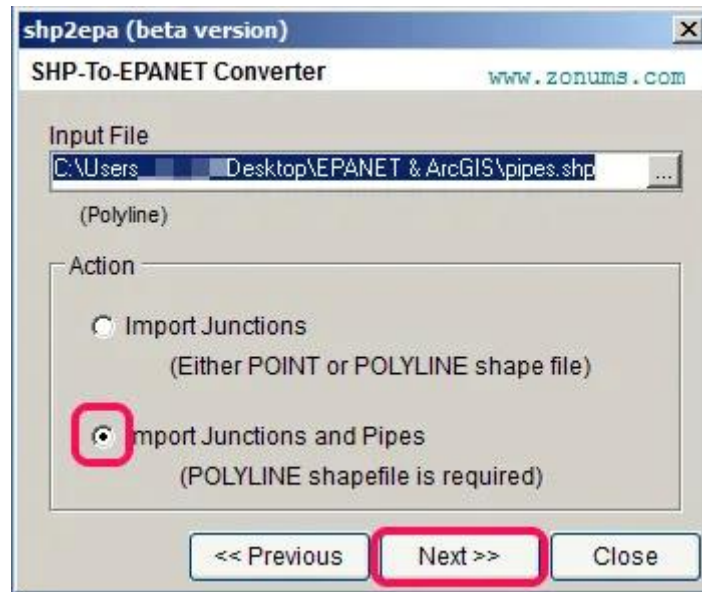 shp2epa (beta version)
SHP-To-EPANET Converter www.zonums.com
Input File
C:\Users Desktop\EPANET & ArcGIS\pipes.shp ...
(Polyline)
Action
Import Junctions
(Either POINT or POLYLINE shape file)
mport Junctions and Pipes
(POLYLINE shapefile is required)
<< Previous Next >> Close